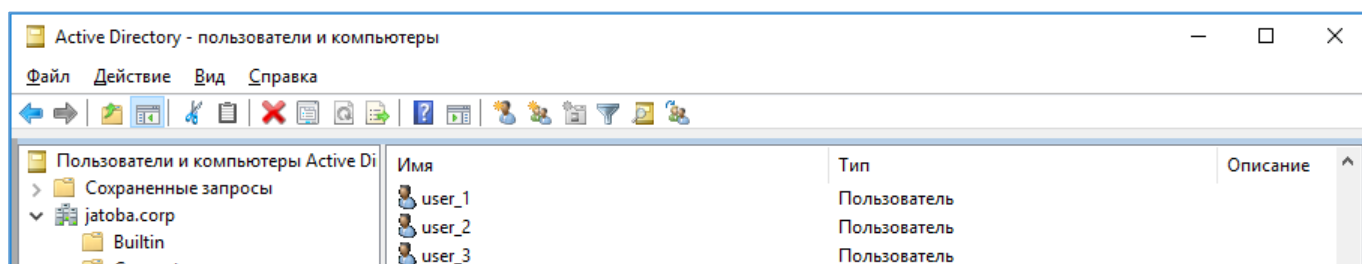 Active Directory - пользователи и компьютеры
Файл Действие Вид Справка
Пользователи и компьютеры Active Di
Сохраненные запросы
jatoba.corp
Builtin
Имя Тип Описание
user_1 Пользователь
user_2 Пользователь
user_3 Пользователь